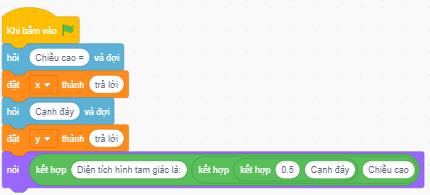 Khi bấm vào
hỏi Chiều cao = và đợi
đặt x thành trả lời
hỏi Cạnh đáy và đợi
đặt y thành trả lời
nói kết hợp Diện tích hình tam giác là: kết hợp kết hợp 0.5 Cạnh đáy Chiều cao